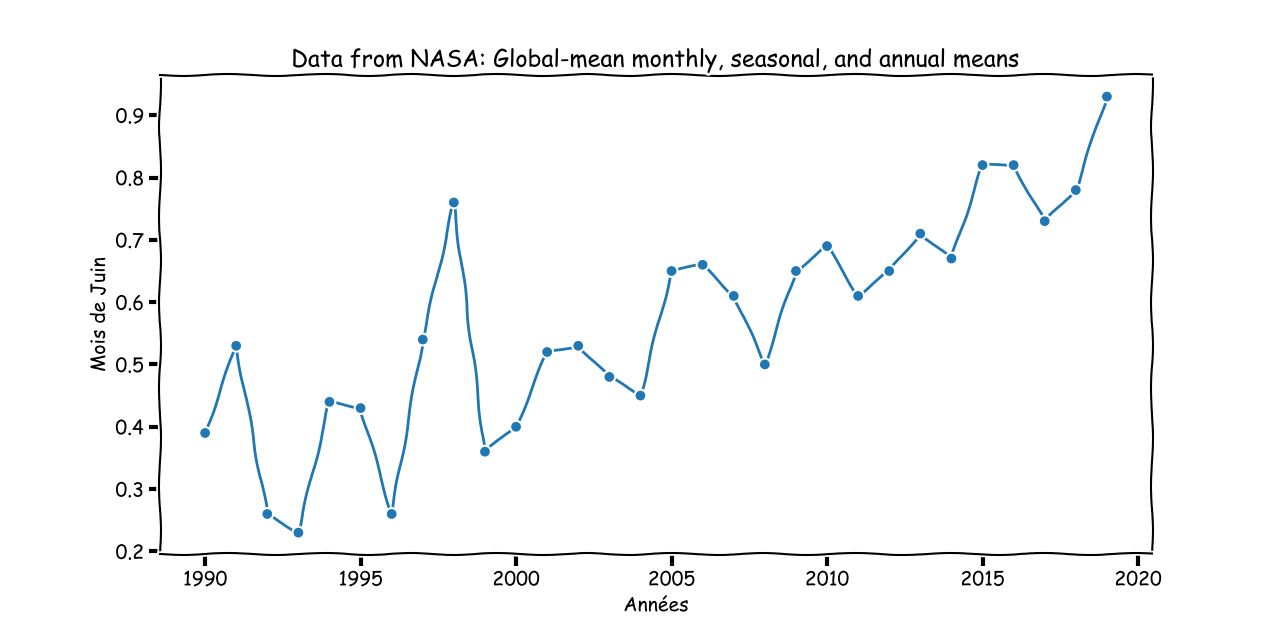 Data from NASA: Global-mean monthly, seasonal, and annual means
0.9
0.8
0.7
0.6
0.5
0.4
0.3
0.2
Mois de Juin
1990 1995 2000 2005 2010 2015 2020
Années